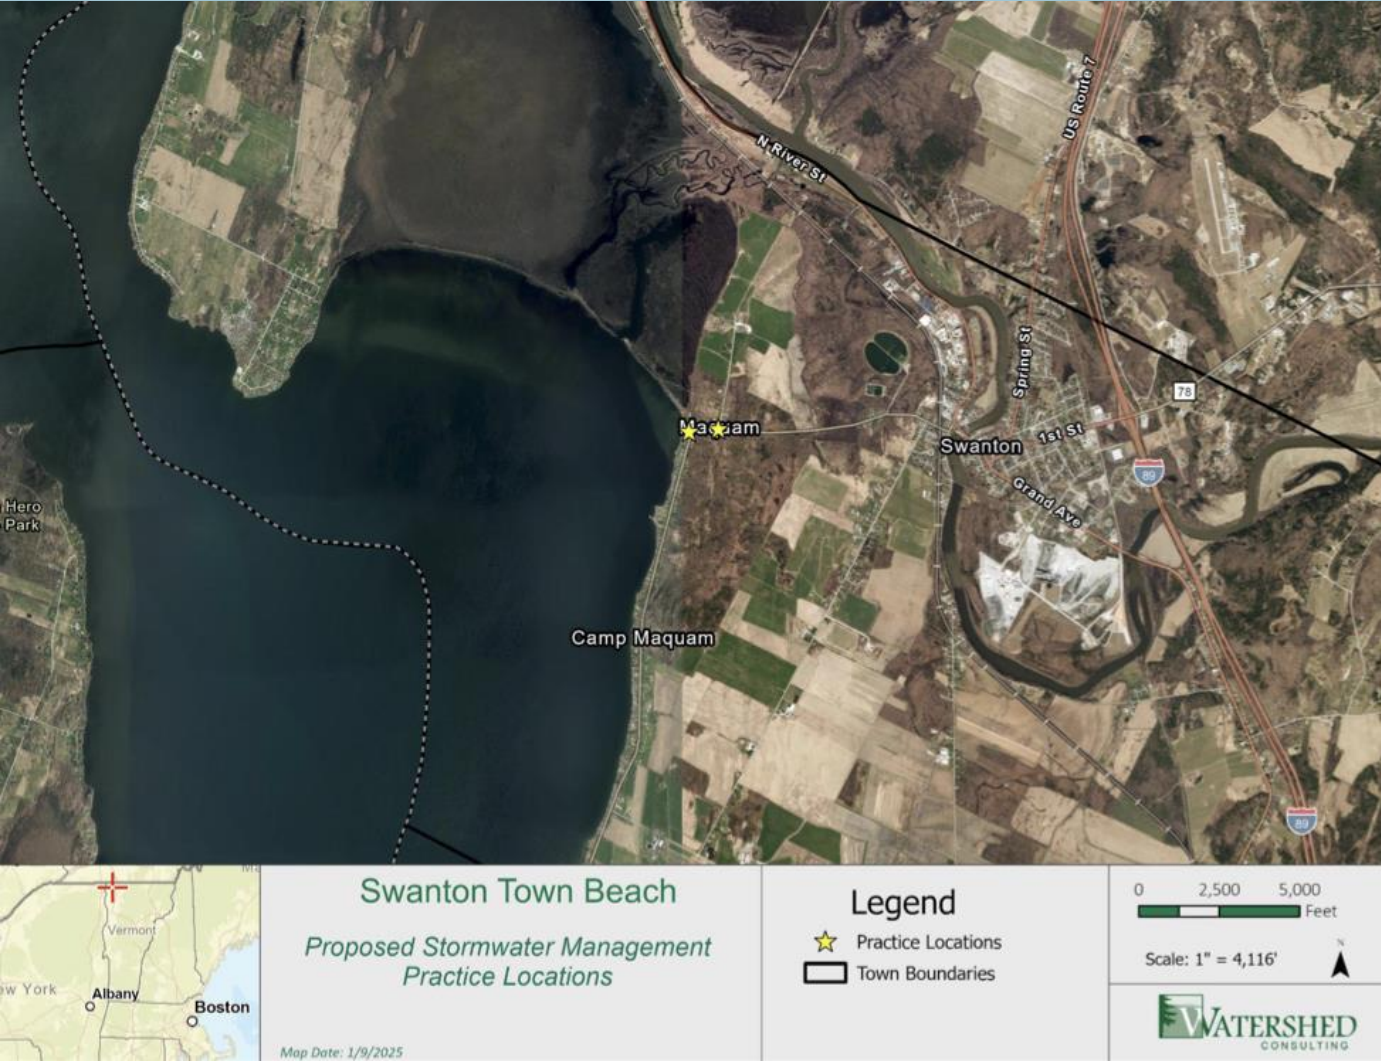 US Route 7
N River St
Spring St
78
Maquam
Swanton
1st St
89
Grand Ave
Hero
Park
Camp Maquam
89
Swanton Town Beach
Proposed Stormwater Management
Practice Locations
Map Date: 1/9/2025
Vermont
ew York
Albany
Boston
Legend
Practice Locations
Town Boundaries
0 2,500 5,000
Feet
Scale: 1" = 4,116'
N
WATERSHED
CONSULTING